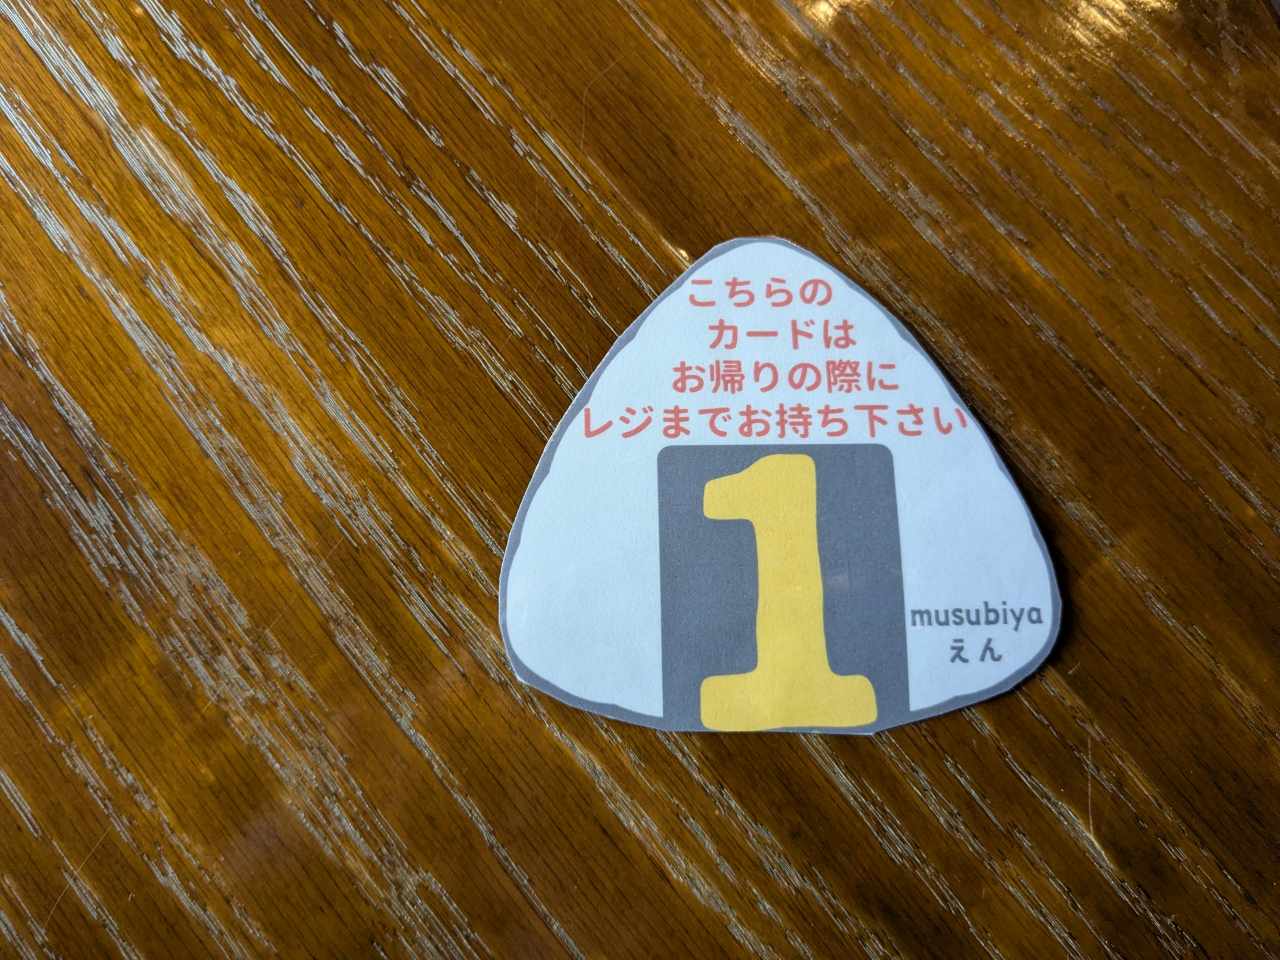 こちらの
カードは
お帰りの際に
レジまでお持ち下さい
1
musubiya
えん